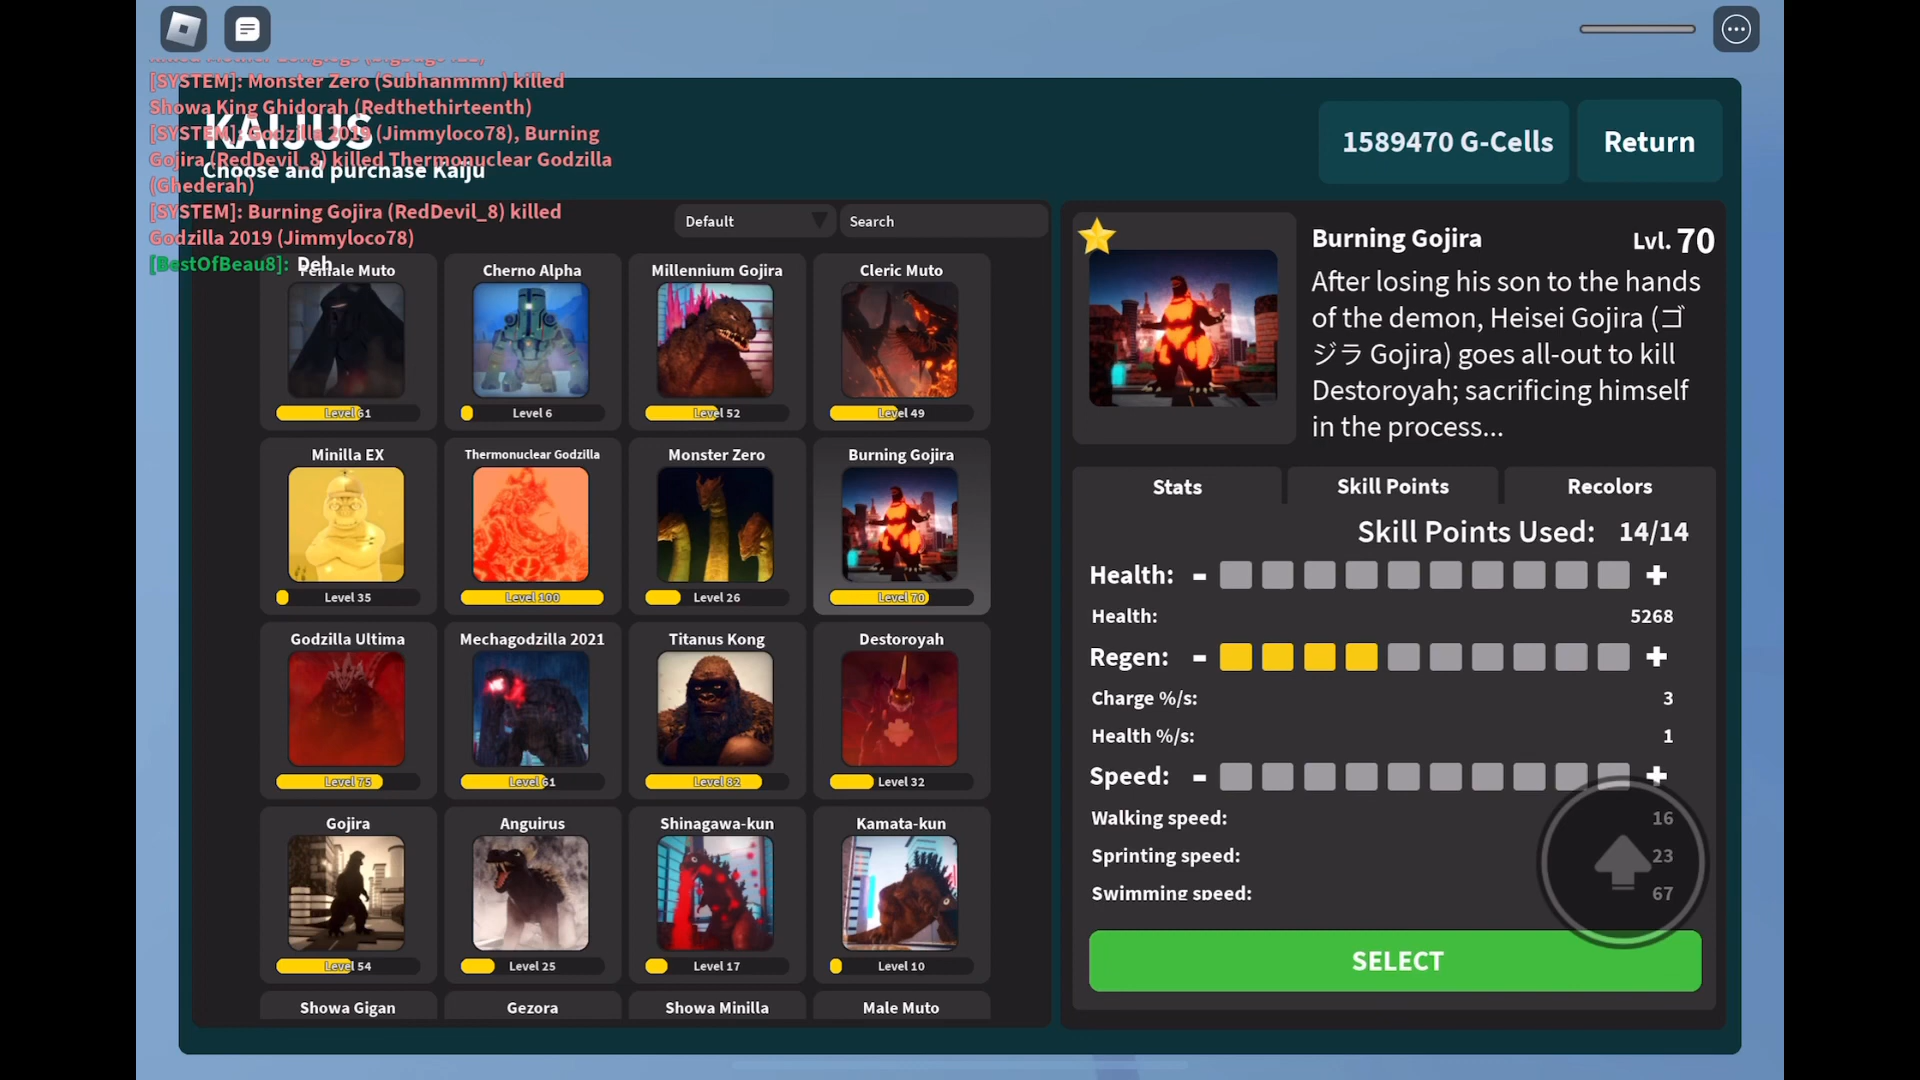 [SYSTEM]: Monster Zero (Subhanmmn) killed
Showa King Ghidorah (Redthethirteenth)
[SYSTEM]: Godzilla 2019 (Jimmyloco78), Burning
Gojira (RedDevil_8) killed Thermonuclear Godzilla
(Ghederah)
[SYSTEM]: Burning Gojira (RedDevil_8) killed
Godzilla 2019 (Jimmyloco78)
[BestOfBeau8]: Deh
KAIJUS
Choose and purchase Kaiju
1589470 G-Cells
Return
Default
Search
Female Muto
Cherno Alpha
Millennium Gojira
Cleric Muto
Level 61
Level 6
Level 52
Level 49
Minilla EX
Thermonuclear Godzilla
Monster Zero
Burning Gojira
Level 35
Level 100
Level 26
Level 70
Godzilla Ultima
Mechagodzilla 2021
Titanus Kong
Destoroyah
Level 75
Level 61
Level 82
Level 32
Gojira
Anguirus
Shinagawa-kun
Kamata-kun
Level 54
Level 25
Level 17
Level 10
Showa Gigan
Gezora
Showa Minilla
Male Muto
Burning Gojira
Lvl. 70
After losing his son to the hands
of the demon, Heisei Gojira (ゴ
ジラ Gojira) goes all-out to kill
Destoroyah; sacrificing himself
in the process...
Stats
Skill Points
Recolors
Skill Points Used: 14/14
Health: - +
Health: 5268
Regen: - +
Charge %/s: 3
Health %/s: 1
Speed: - +
Walking speed: 16
Sprinting speed: 23
Swimming speed: 67
SELECT